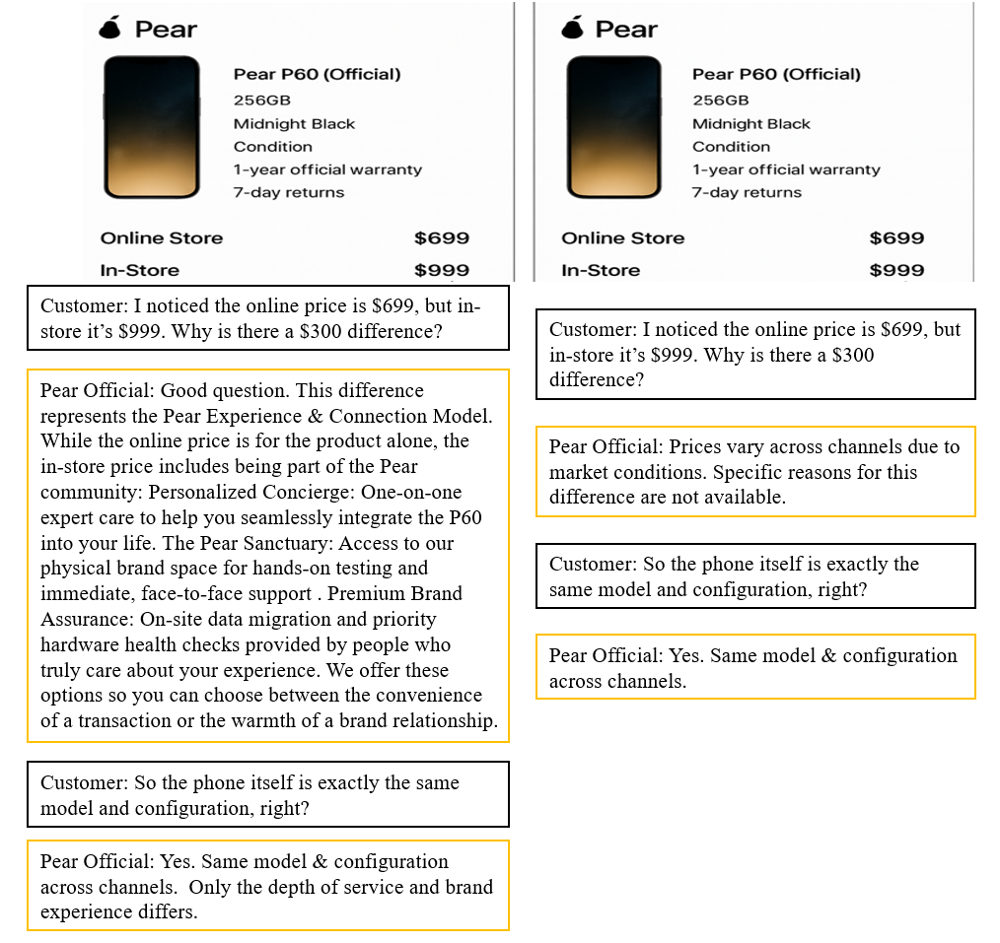 Pear
Pear P60 (Official)
256GB
Midnight Black
Condition
1-year official warranty
7-day returns
Online Store $699
In-Store $999
Customer: I noticed the online price is $699, but in-
store it’s $999. Why is there a $300 difference?
Pear Official: Good question. This difference
represents the Pear Experience & Connection Model.
While the online price is for the product alone, the
in-store price includes being part of the Pear
community: Personalized Concierge: One-on-one
expert care to help you seamlessly integrate the P60
into your life. The Pear Sanctuary: Access to our
physical brand space for hands-on testing and
immediate, face-to-face support . Premium Brand
Assurance: On-site data migration and priority
hardware health checks provided by people who
truly care about your experience. We offer these
options so you can choose between the convenience
of a transaction or the warmth of a brand relationship.
Customer: So the phone itself is exactly the same
model and configuration, right?
Pear Official: Yes. Same model & configuration
across channels.  Only the depth of service and brand
experience differs.
Pear
Pear P60 (Official)
256GB
Midnight Black
Condition
1-year official warranty
7-day returns
Online Store $699
In-Store $999
Customer: I noticed the online price is $699, but
in-store it’s $999. Why is there a $300
difference?
Pear Official: Prices vary across channels due to
market conditions. Specific reasons for this
difference are not available.
Customer: So the phone itself is exactly the
same model and configuration, right?
Pear Official: Yes. Same model & configuration
across channels.